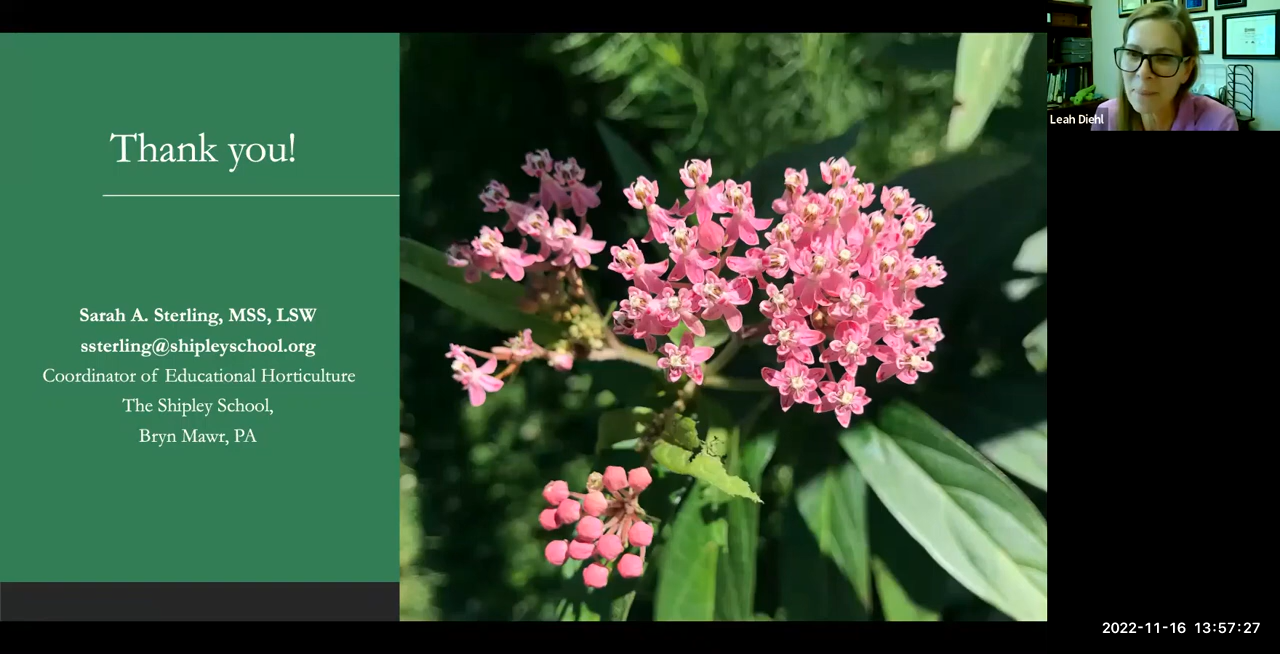 Thank you!
Sarah A. Sterling, MSS, LSW
ssterling@shipleyschool.org
Coordinator of Educational Horticulture
The Shipley School,
Bryn Mawr, PA
Leah Diehl
2022-11-16 13:57:27